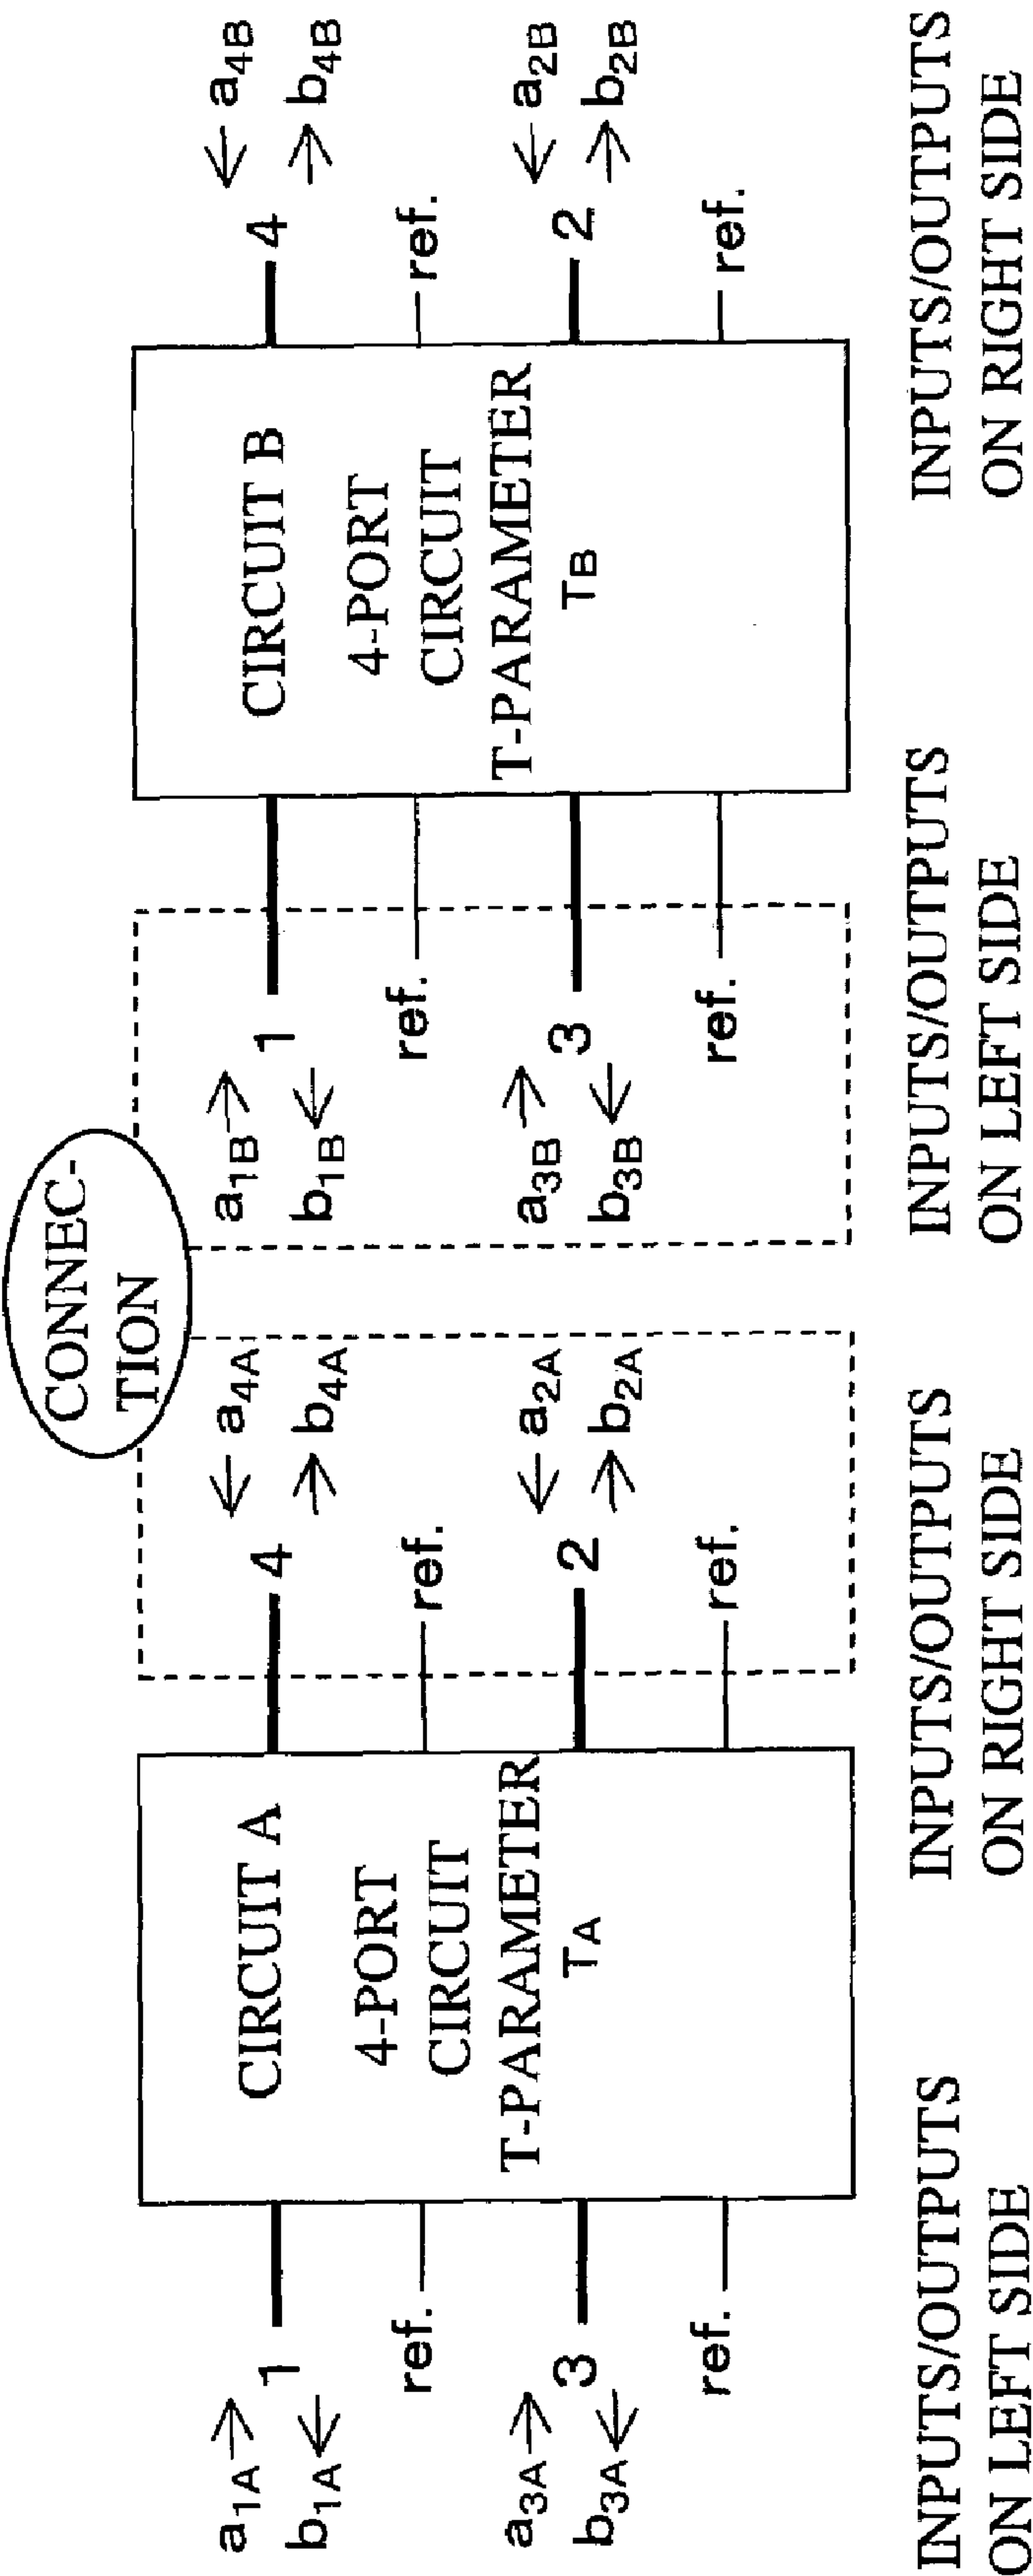 CONNEC-
TION
a1A
1
b1A
ref.
a3A
3
b3A
ref.
CIRCUIT A
4-PORT
CIRCUIT
T-PARAMETER
TA
4
a4A
b4A
ref.
2
a2A
b2A
ref.
a1B
1
b1B
ref.
a3B
3
b3B
ref.
CIRCUIT B
4-PORT
CIRCUIT
T-PARAMETER
TB
4
a4B
b4B
ref.
2
a2B
b2B
ref.
INPUTS/OUTPUTS
ON LEFT SIDE
INPUTS/OUTPUTS
ON RIGHT SIDE
INPUTS/OUTPUTS
ON LEFT SIDE
INPUTS/OUTPUTS
ON RIGHT SIDE